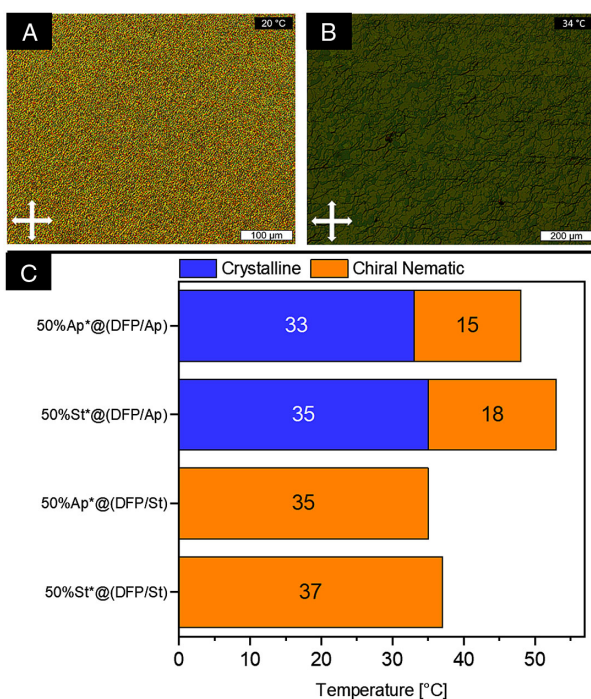 A
20 °C
100 µm
B
34 °C
200 µm
C
Crystalline
Chiral Nematic
50%Ap*@(DFP/Ap)
33
15
50%St*@(DFP/Ap)
35
18
50%Ap*@(DFP/St)
35
50%St*@(DFP/St)
37
0
10
20
30
40
50
Temperature [°C]